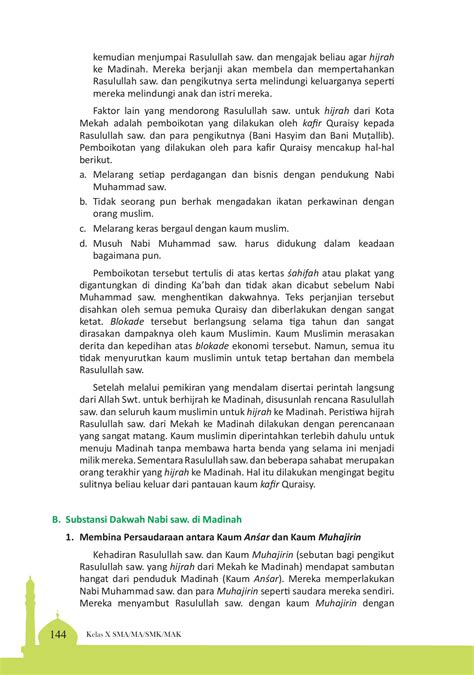 kemudian menjumpai Rasulullah saw. dan mengajak beliau agar hijrah
ke Madinah. Mereka berjanji akan membela dan mempertahankan
Rasulullah saw. dan pengikutnya serta melindungi keluarganya seperti
mereka melindungi anak dan istri mereka.
Faktor lain yang mendorong Rasulullah saw. untuk hijrah dari Kota
Mekah adalah pemboikotan yang dilakukan oleh kafir Quraisy kepada
Rasulullah saw. dan para pengikutnya (Bani Hasyim dan Bani Muṭallib).
Pemboikotan yang dilakukan oleh para kafir Quraisy mencakup hal-hal
berikut.
a. Melarang setiap perdagangan dan bisnis dengan pendukung Nabi
Muhammad saw.
b. Tidak seorang pun berhak mengadakan ikatan perkawinan dengan
orang muslim.
c. Melarang keras bergaul dengan kaum muslim.
d. Musuh Nabi Muhammad saw. harus didukung dalam keadaan
bagaimana pun.
Pemboikotan tersebut tertulis di atas kertas śahifah atau plakat yang
digantungkan di dinding Ka’bah dan tidak akan dicabut sebelum Nabi
Muhammad saw. menghentikan dakwahnya. Teks perjanjian tersebut
disahkan oleh semua pemuka Quraisy dan diberlakukan dengan sangat
ketat. Blokade tersebut berlangsung selama tiga tahun dan sangat
dirasakan dampaknya oleh kaum Muslimin. Kaum Muslimin merasakan
derita dan kepedihan atas blokade ekonomi tersebut. Namun, semua itu
tidak menyurutkan kaum muslimin untuk tetap bertahan dan membela
Rasulullah saw.
Setelah melalui pemikiran yang mendalam disertai perintah langsung
dari Allah Swt. untuk berhijrah ke Madinah, disusunlah rencana Rasulullah
saw. dan seluruh kaum muslimin untuk hijrah ke Madinah. Peristiwa hijrah
Rasulullah saw. dari Mekah ke Madinah dilakukan dengan perencanaan
yang sangat matang. Kaum muslimin diperintahkan terlebih dahulu untuk
menuju Madinah tanpa membawa harta benda yang selama ini menjadi
milik mereka. Sementara Rasulullah saw. dan beberapa sahabat merupakan
orang terakhir yang hijrah ke Madinah. Hal itu dilakukan mengingat begitu
sulitnya beliau keluar dari pantauan kaum kafir Quraisy.
B. Substansi Dakwah Nabi saw. di Madinah
1. Membina Persaudaraan antara Kaum Anśar dan Kaum Muhajirin
Kehadiran Rasulullah saw. dan Kaum Muhajirin (sebutan bagi pengikut
Rasulullah saw. yang hijrah dari Mekah ke Madinah) mendapat sambutan
hangat dari penduduk Madinah (Kaum Anśar). Mereka memperlakukan
Nabi Muhammad saw. dan para Muhajirin seperti saudara mereka sendiri.
Mereka menyambut Rasulullah saw. dengan kaum Muhajirin dengan
144 Kelas X SMA/MA/SMK/MAK